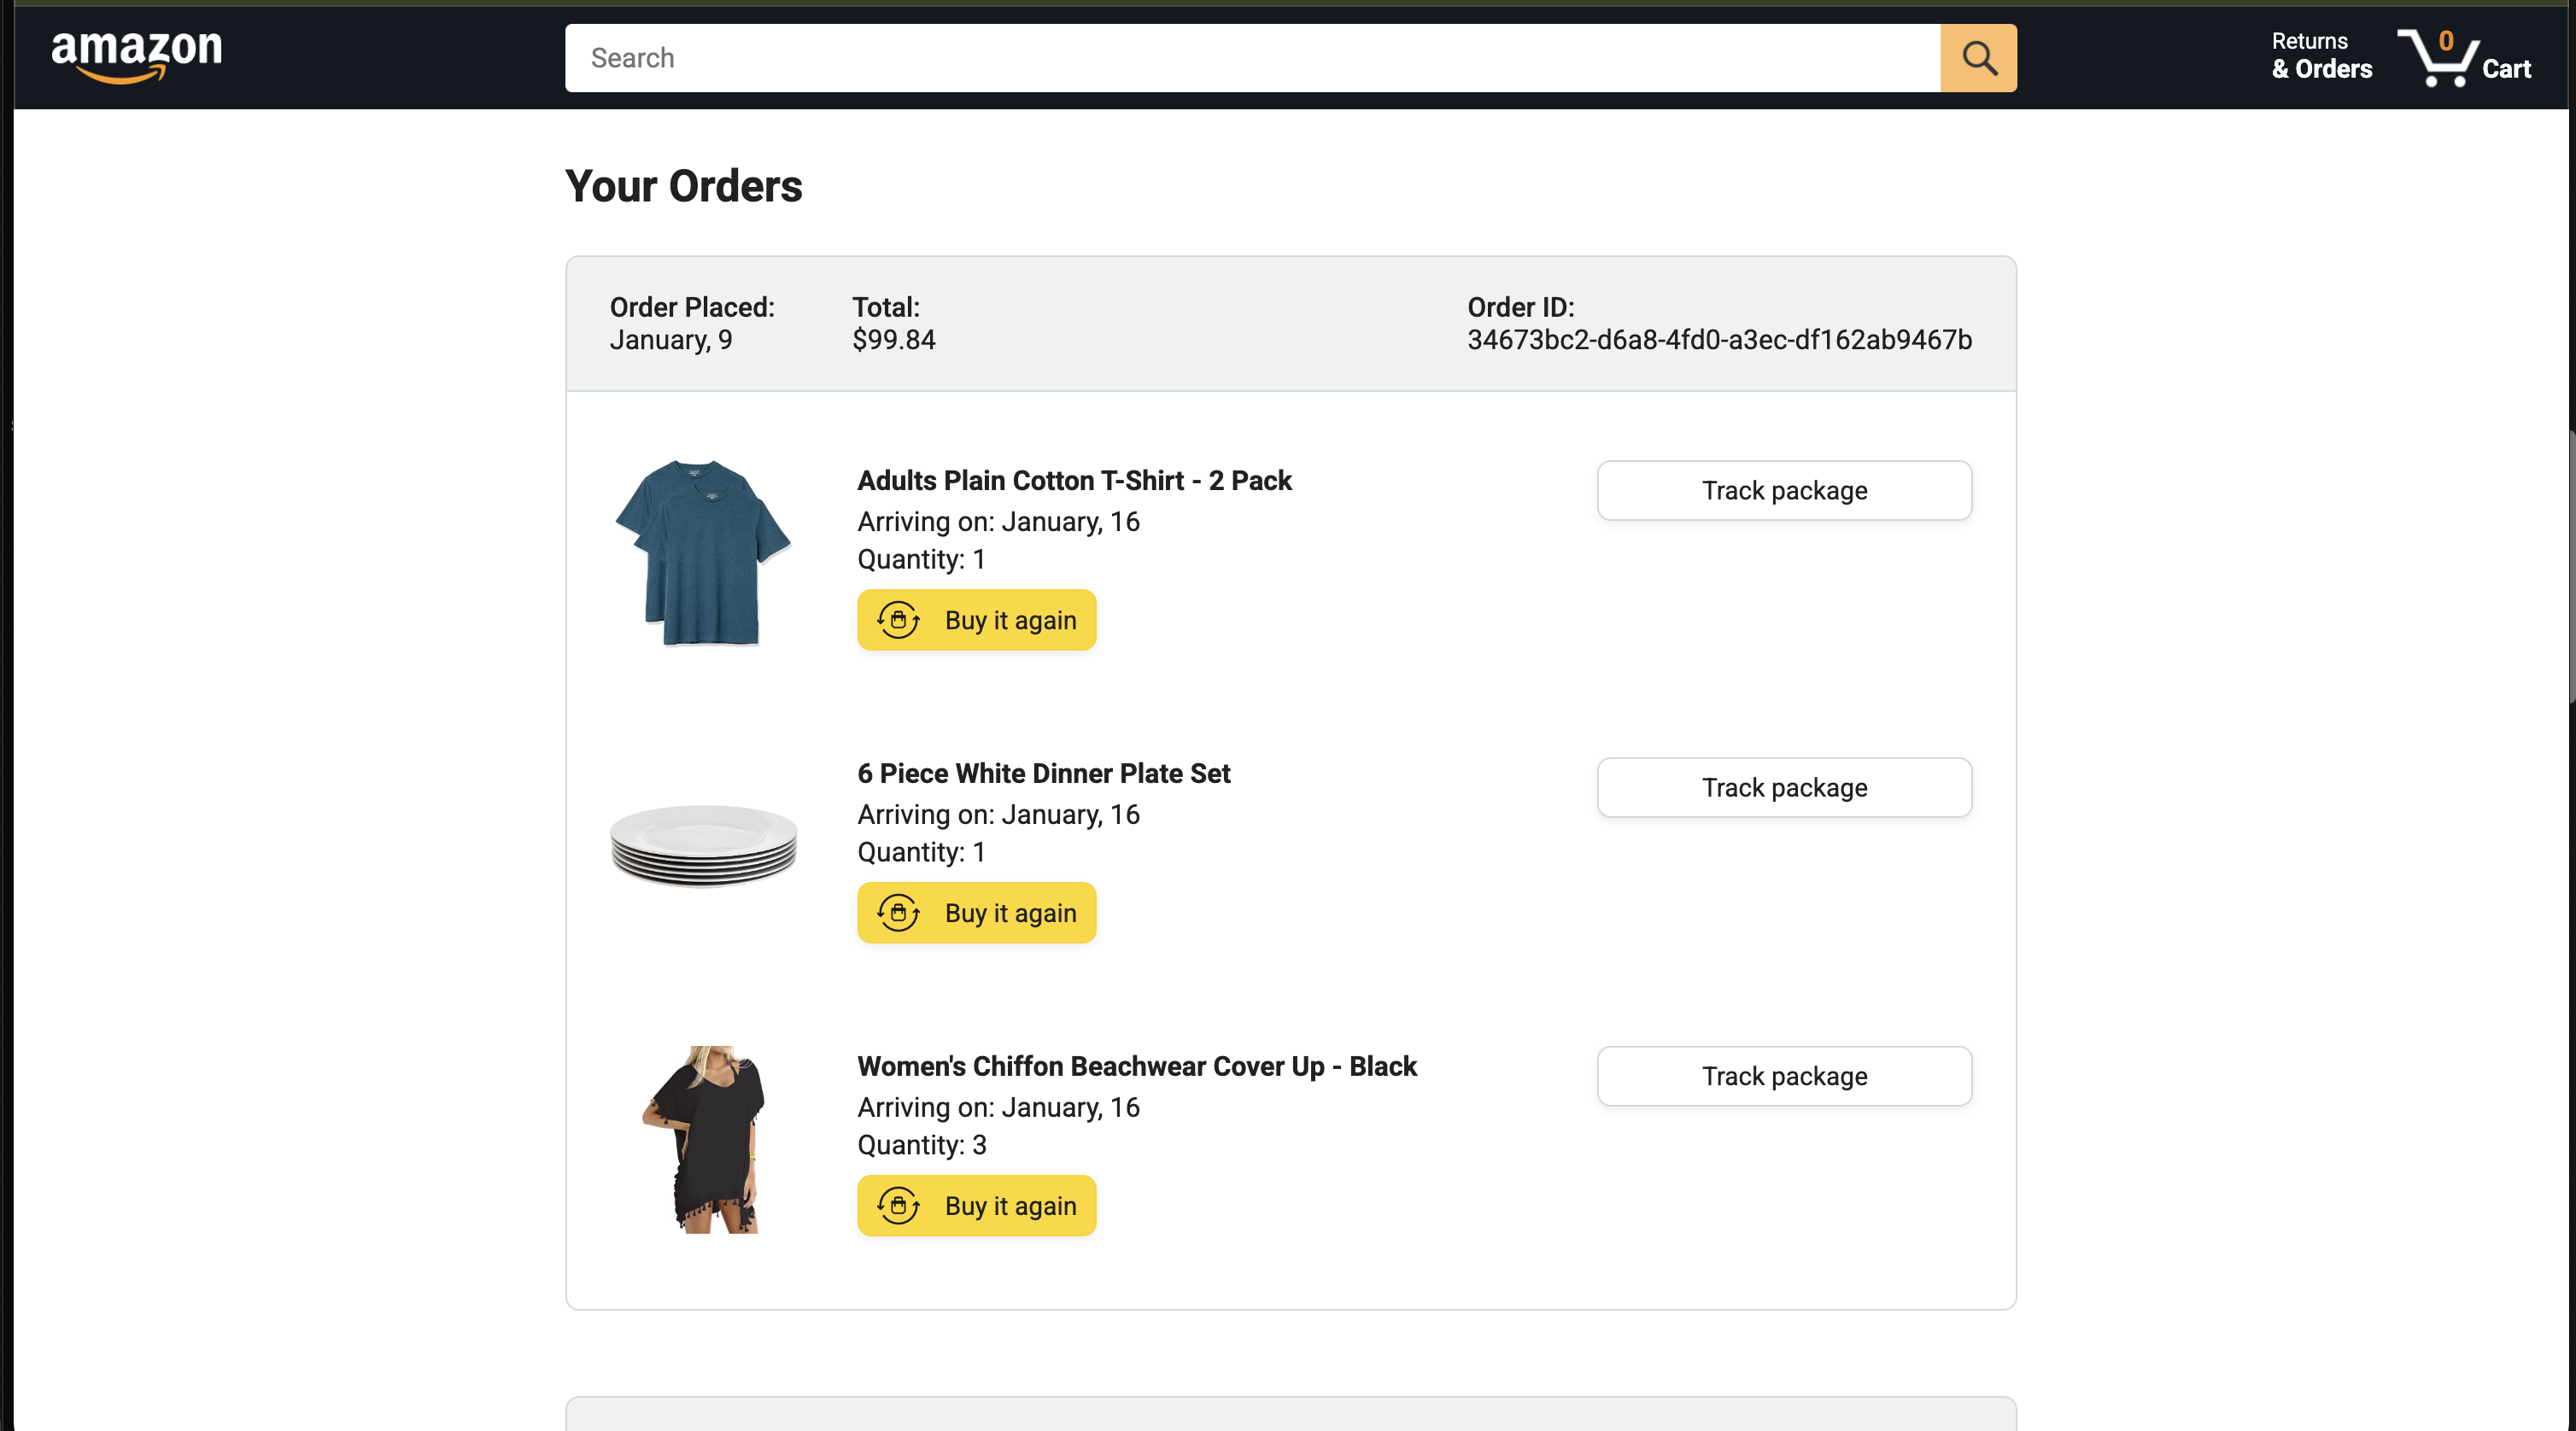 amazon
Search
Returns
& Orders
0
Cart
Your Orders
Order Placed:
January, 9
Total:
$99.84
Order ID:
34673bc2-d6a8-4fd0-a3ec-df162ab9467b
Adults Plain Cotton T-Shirt - 2 Pack
Arriving on: January, 16
Quantity: 1
Buy it again
Track package
6 Piece White Dinner Plate Set
Arriving on: January, 16
Quantity: 1
Buy it again
Track package
Women's Chiffon Beachwear Cover Up - Black
Arriving on: January, 16
Quantity: 3
Buy it again
Track package